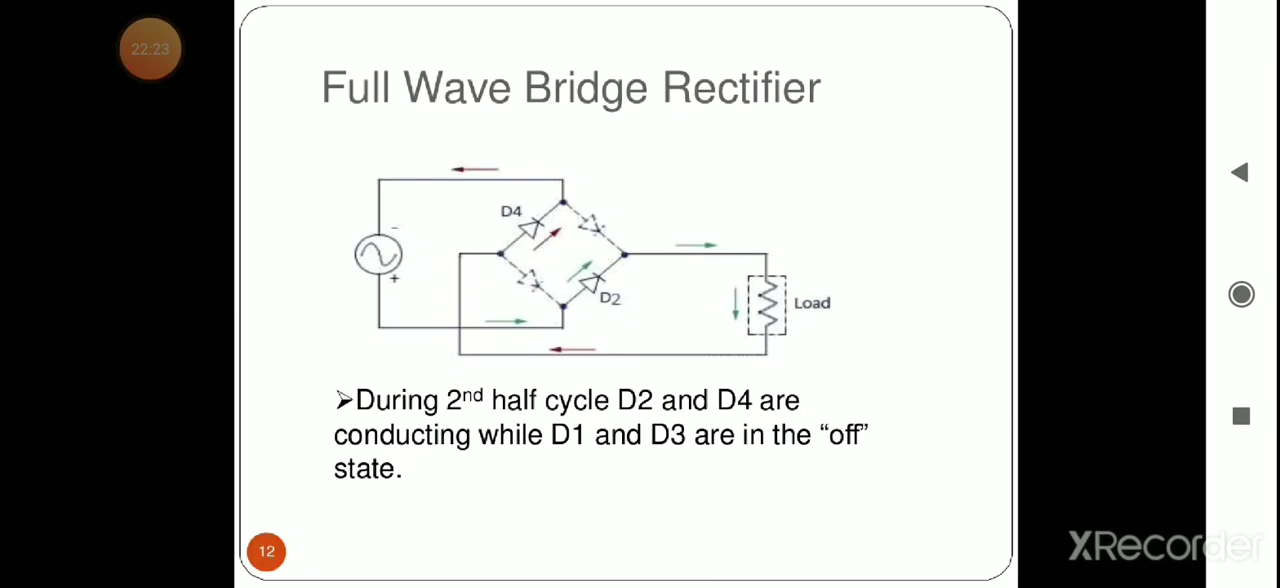 22:23
Full Wave Bridge Rectifier
D4
-
+
D2
Load
➢During 2nd half cycle D2 and D4 are
conducting while D1 and D3 are in the “off”
state.
12
XRecorder